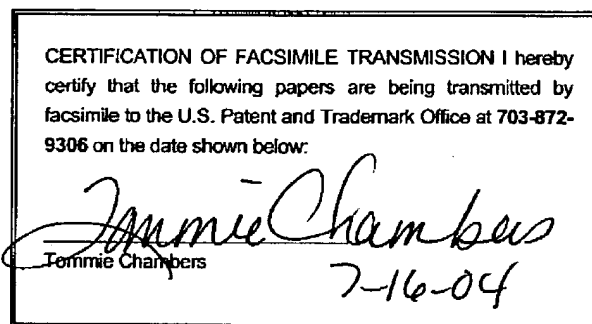 CERTIFICATION OF FACSIMILE TRANSMISSION I hereby
certify that the following papers are being transmitted by
facsimile to the U.S. Patent and Trademark Office at 703-872-
9306 on the date shown below:
Tommie Chambers
Tommie Chambers
7-16-04